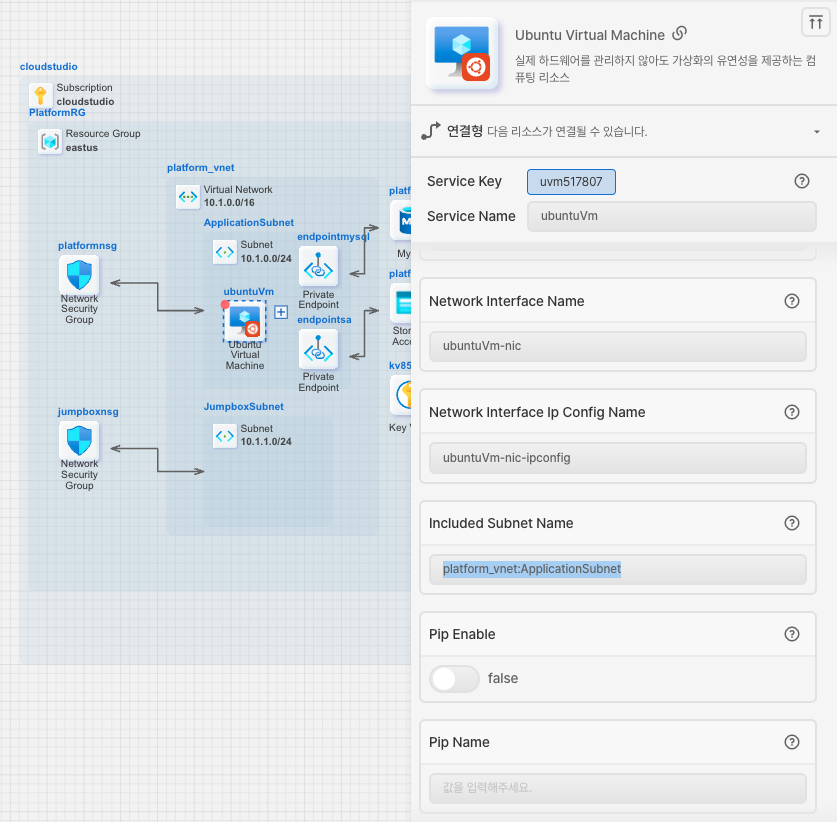 cloudstudio
Subscription
cloudstudio
PlatformRG
Resource Group
eastus
platform_vnet
Virtual Network
10.1.0.0/16
ApplicationSubnet
Subnet
10.1.0.0/24
endpointmysql
Private
Endpoint
platformnsg
Network
Security
Group
ubuntuVm
Ubuntu
Virtual
Machine
endpointsa
Private
Endpoint
jumpboxnsg
Network
Security
Group
JumpboxSubnet
Subnet
10.1.1.0/24
platf
My
platf
Stor
Acco
kv85
Key V
Ubuntu Virtual Machine
실제 하드웨어를 관리하지 않아도 가상화의 유연성을 제공하는 컴
퓨팅 리소스
연결형 다음 리소스가 연결될 수 있습니다.
Service Key
uvm517807
Service Name
ubuntuVm
Network Interface Name
ubuntuVm-nic
Network Interface Ip Config Name
ubuntuVm-nic-ipconfig
Included Subnet Name
platform_vnet:ApplicationSubnet
Pip Enable
false
Pip Name
값을 입력해주세요.